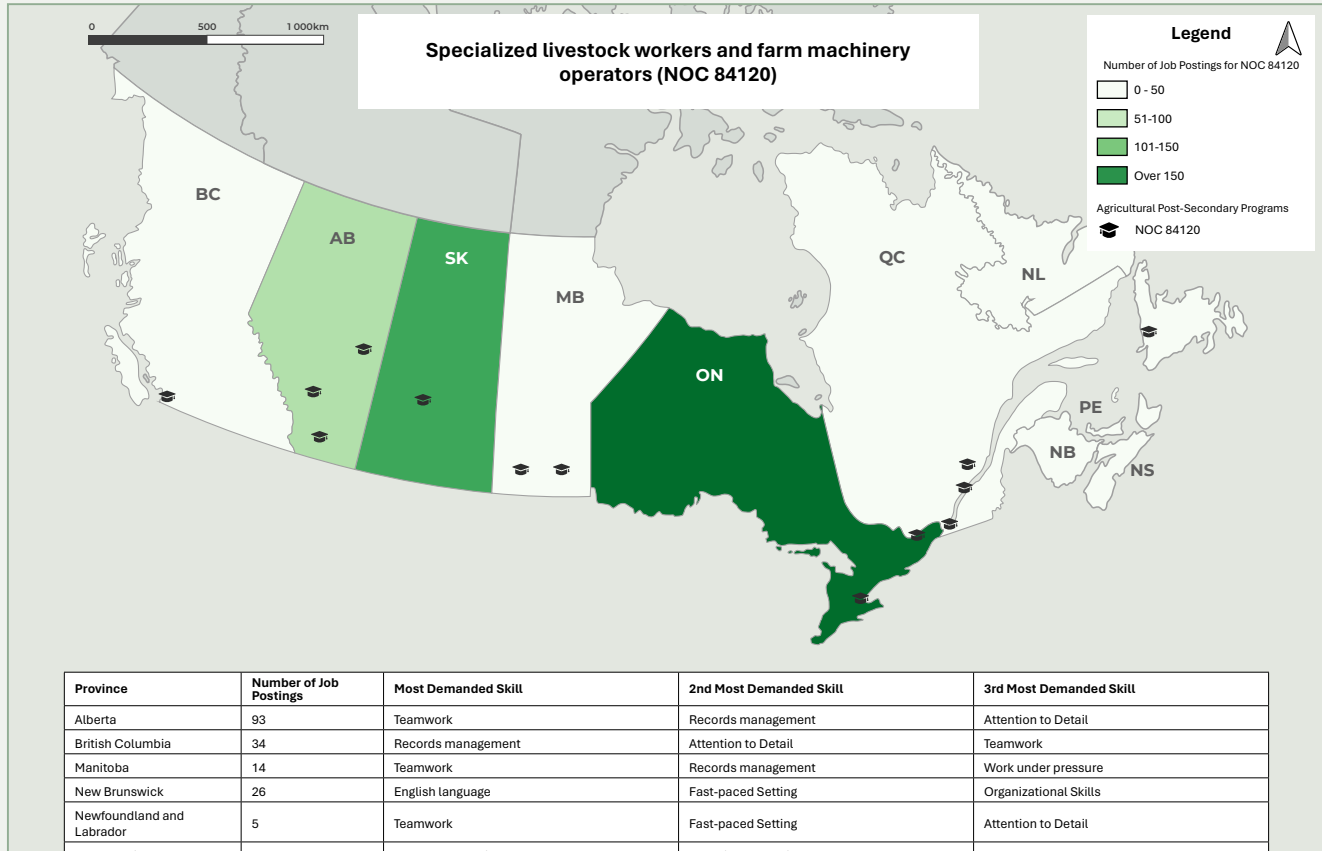 0 500 1 000km
Specialized livestock workers and farm machinery
operators (NOC 84120)
Legend
Number of Job Postings for NOC 84120
0 - 50
51-100
101-150
Over 150
Agricultural Post-Secondary Programs
NOC 84120
BC
AB
SK
MB
ON
QC
NL
PE
NB
NS
Province Number of Job Postings Most Demanded Skill 2nd Most Demanded Skill 3rd Most Demanded Skill
Alberta 93 Teamwork Records management Attention to Detail
British Columbia 34 Records management Attention to Detail Teamwork
Manitoba 14 Teamwork Records management Work under pressure
New Brunswick 26 English language Fast-paced Setting Organizational Skills
Newfoundland and Labrador 5 Teamwork Fast-paced Setting Attention to Detail